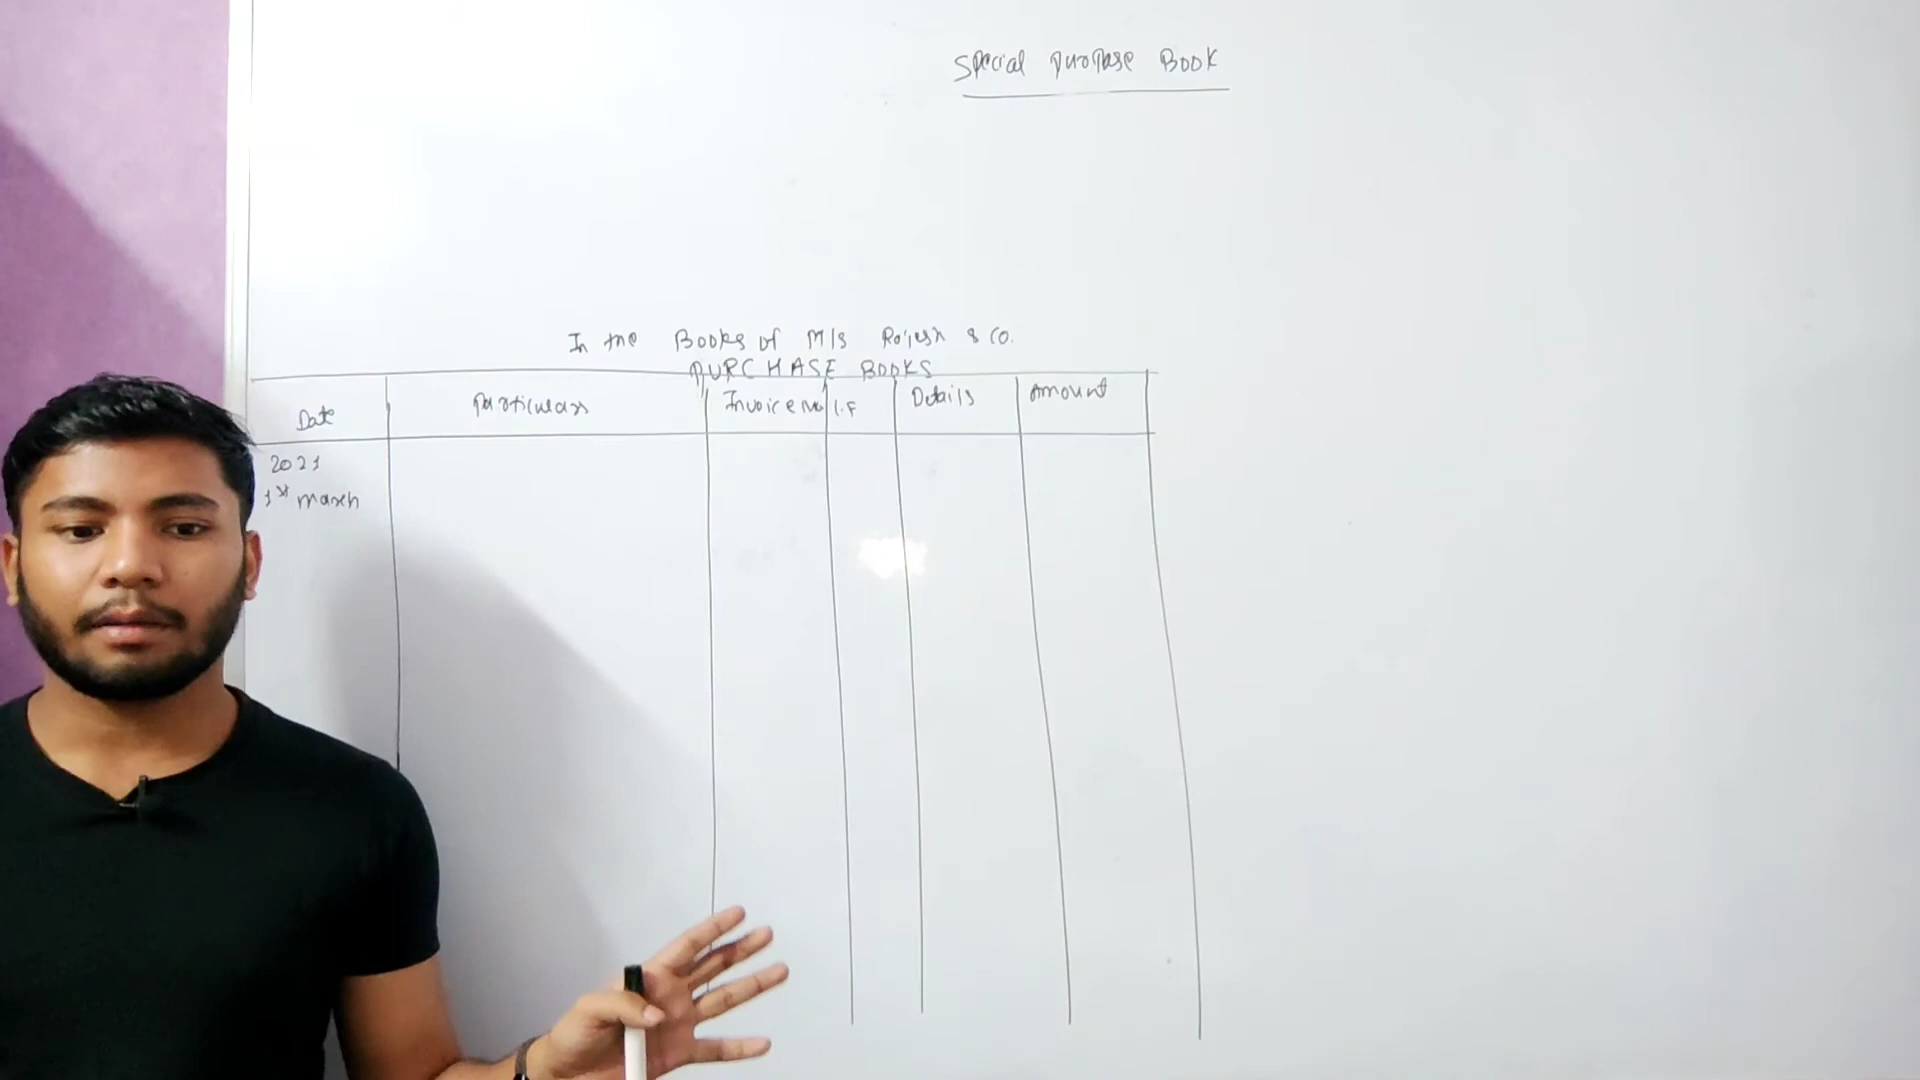 Special Purpose Book
In the Books of M/s Rajesh & Co.
PURCHASE BOOKS
Date Particulars Invoice No L.F Details Amount
2021
1st March